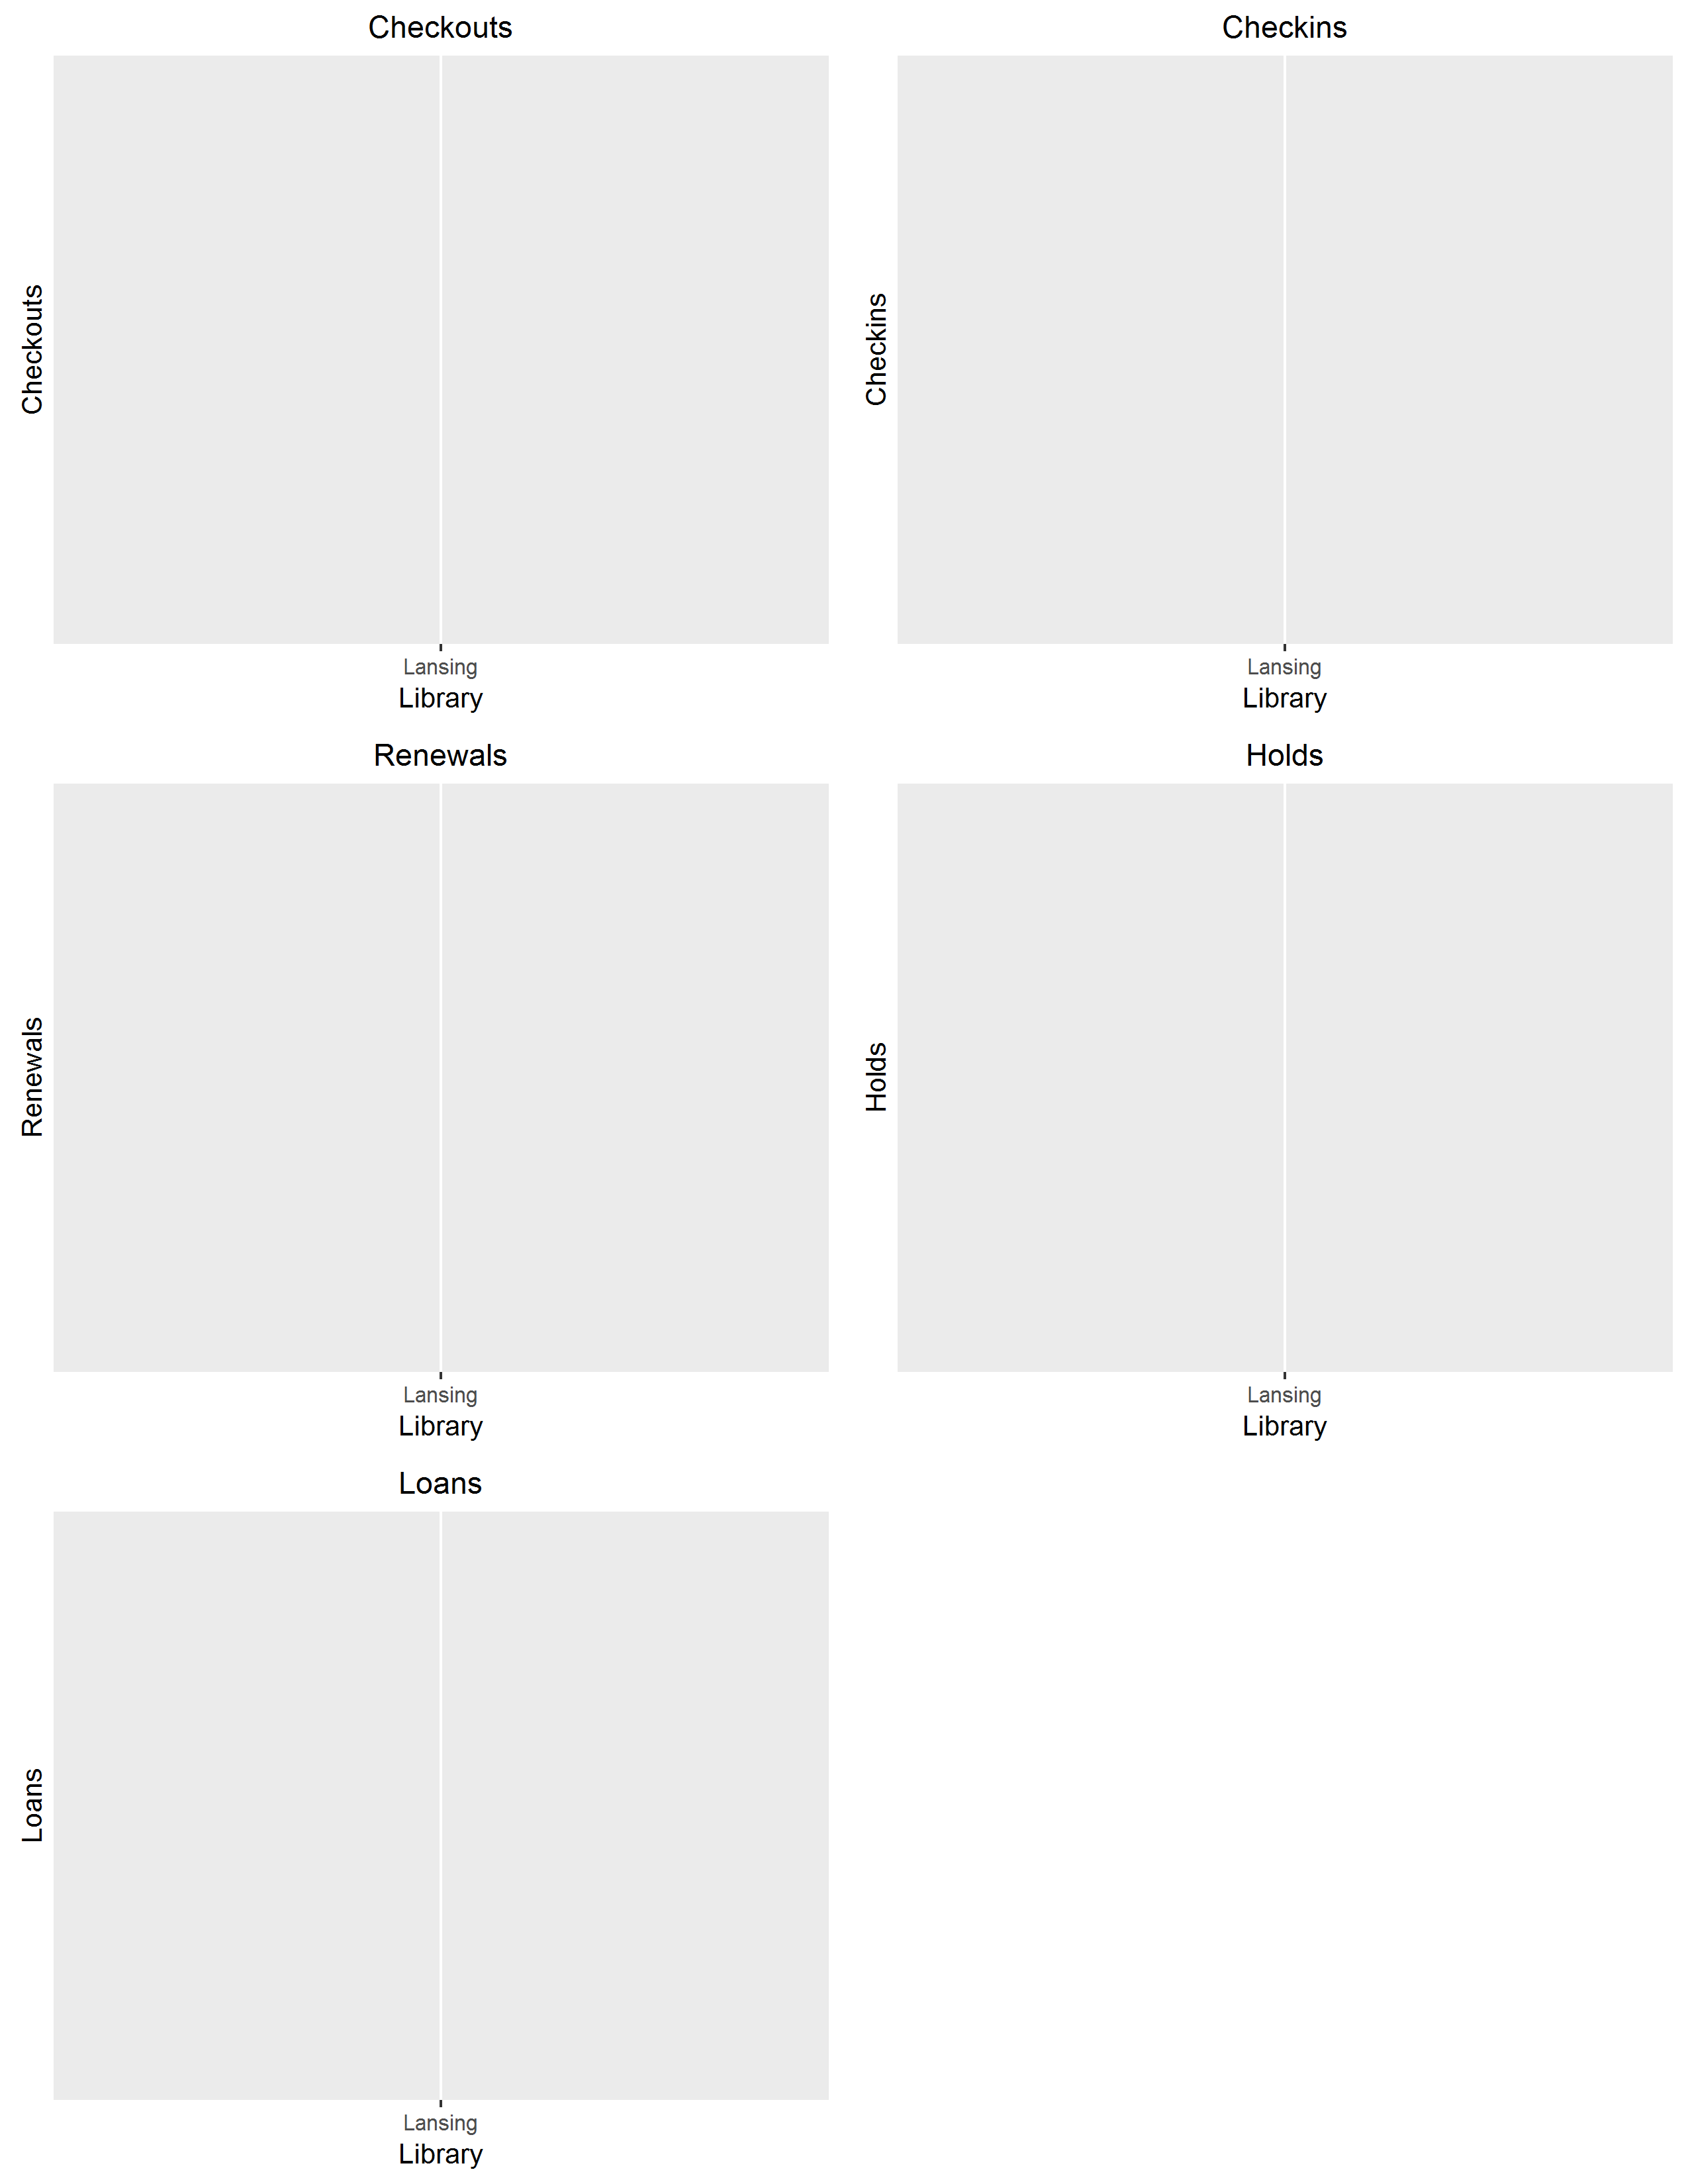 Checkouts
Checkouts
Lansing
Library
Checkins
Checkins
Lansing
Library
Renewals
Renewals
Lansing
Library
Holds
Holds
Lansing
Library
Loans
Loans
Lansing
Library